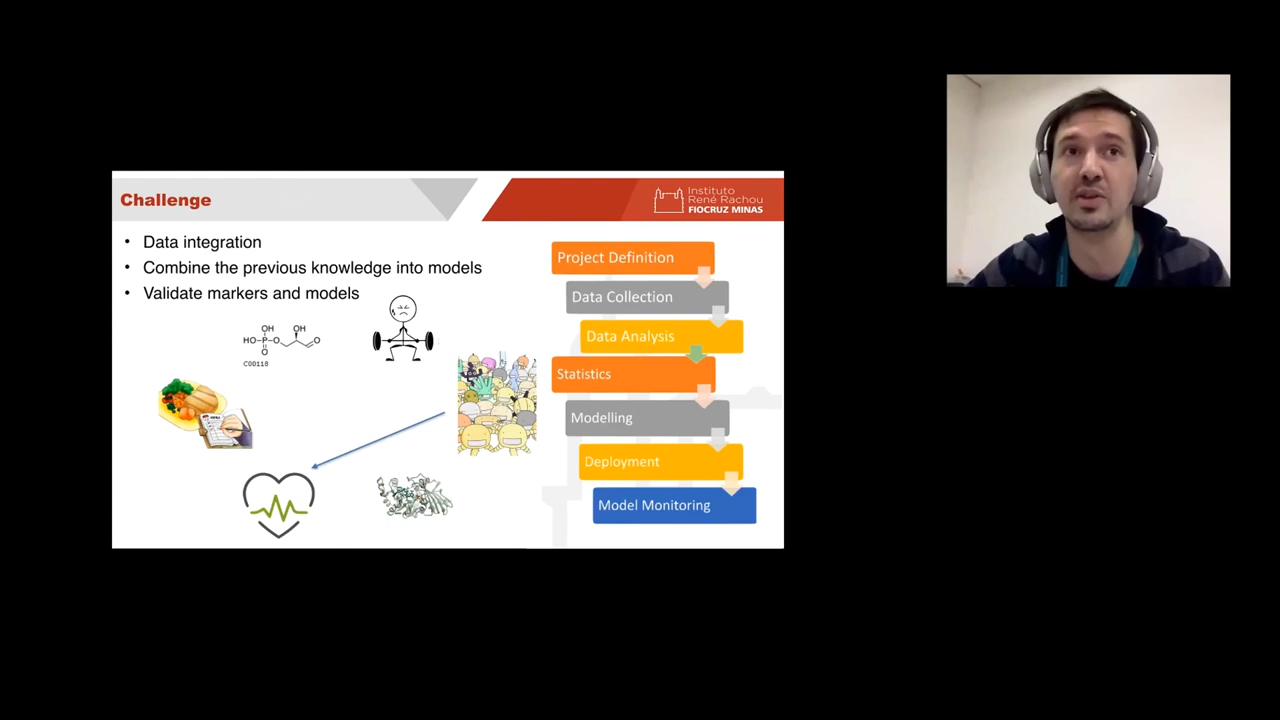 Challenge
Instituto
René Rachou
FIOCRUZ MINAS
• Data integration
• Combine the previous knowledge into models
• Validate markers and models
OH OH
HO-P-O O
O
C00118
Project Definition
Data Collection
Data Analysis
Statistics
Modelling
Deployment
Model Monitoring